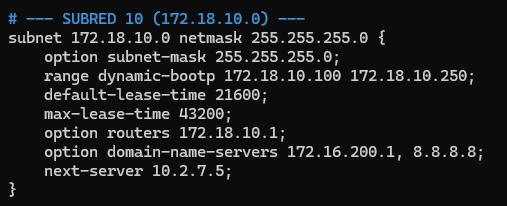 # --- SUBRED 10 (172.18.10.0) ---
subnet 172.18.10.0 netmask 255.255.255.0 {
    option subnet-mask 255.255.255.0;
    range dynamic-bootp 172.18.10.100 172.18.10.250;
    default-lease-time 21600;
    max-lease-time 43200;
    option routers 172.18.10.1;
    option domain-name-servers 172.16.200.1, 8.8.8.8;
    next-server 10.2.7.5;
}